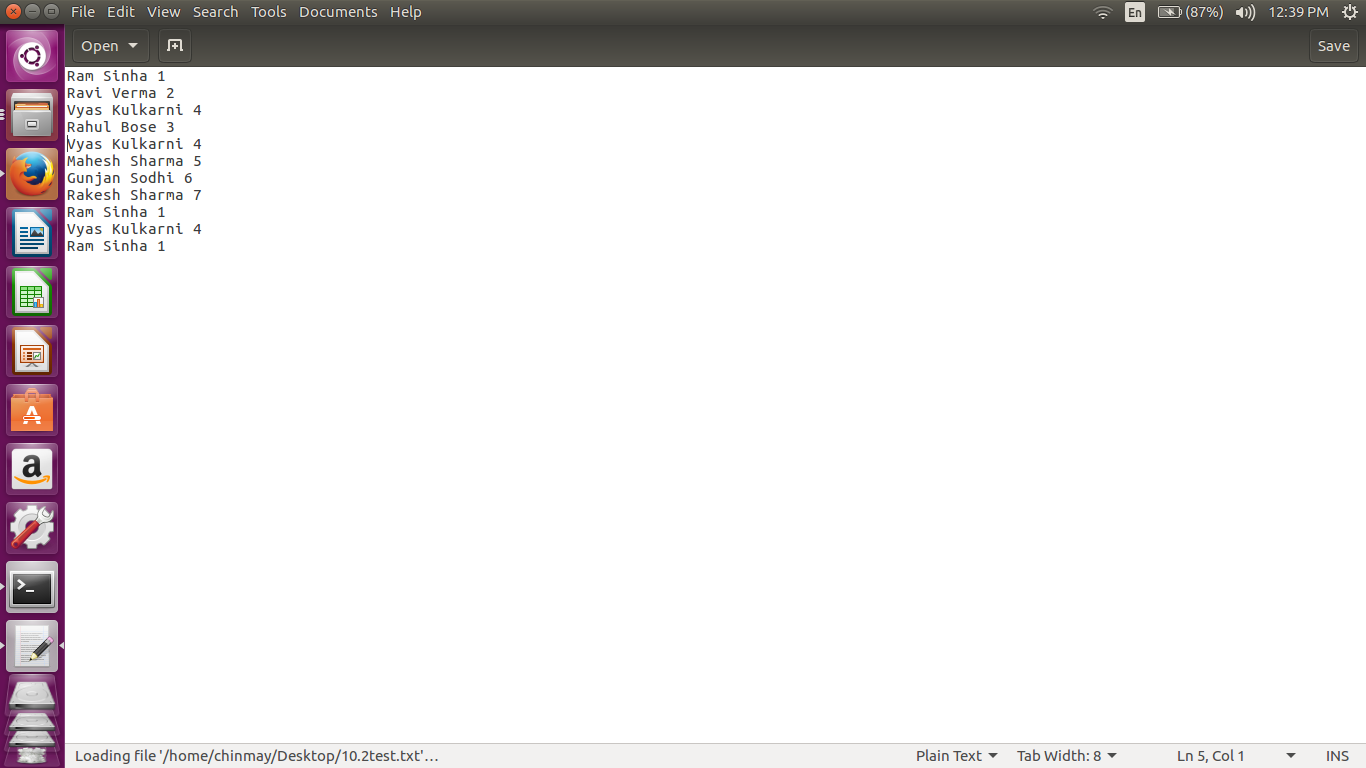 File Edit View Search Tools Documents Help En (87%) 12:39 PM
Open Save
Ram Sinha 1
Ravi Verma 2
Vyas Kulkarni 4
Rahul Bose 3
Vyas Kulkarni 4
Mahesh Sharma 5
Gunjan Sodhi 6
Rakesh Sharma 7
Ram Sinha 1
Vyas Kulkarni 4
Ram Sinha 1
Loading file '/home/chinmay/Desktop/10.2test.txt'… Plain Text Tab Width: 8 Ln 5, Col 1 INS